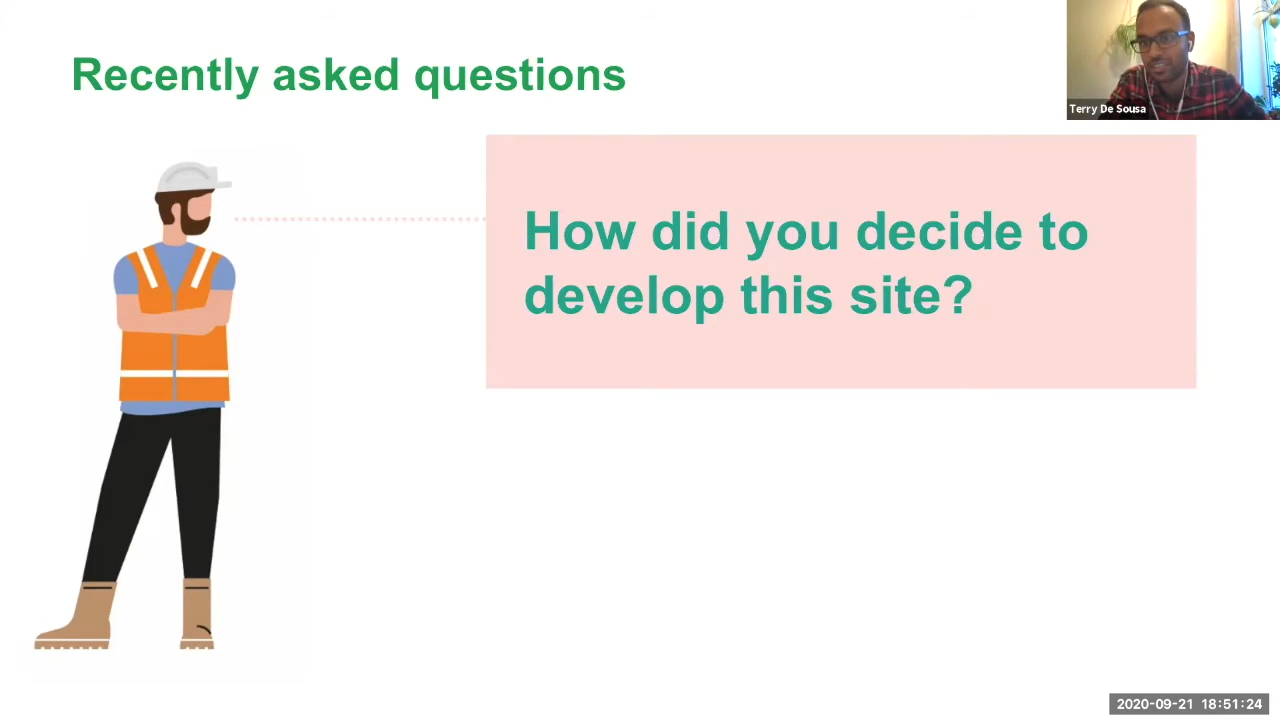 Recently asked questions
Terry De Sousa
How did you decide to
develop this site?
2020-09-21 18:51:24